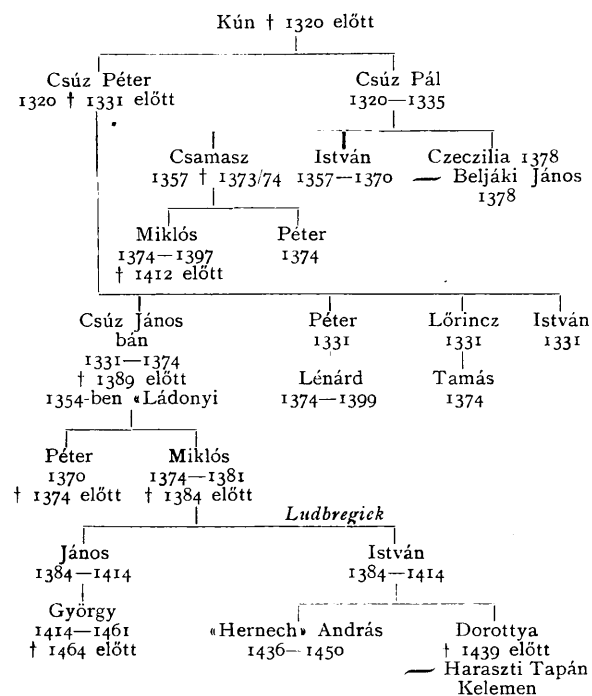 Kún † 1320 előtt
Csúz Péter
1320 † 1331 előtt
Csúz Pál
1320—1335
Csamasz
1357 † 1373/74
István
1357—1370
Czeczilia 1378
— Beljáki János
1378
Miklós
1374—1397
† 1412 előtt
Péter
1374
Csúz János
bán
1331—1374
† 1389 előtt
1354-ben «Ládonyi
Péter
1331
Lőrincz
1331
István
1331
Lénárd
1374—1399
Tamás
1374
Péter
1370
† 1374 előtt
Miklós
1374—1381
† 1384 előtt
Ludbregiek
János
1384—1414
István
1384—1414
György
1414—1461
† 1464 előtt
«Hernech» András
1436—1450
Dorottya
† 1439 előtt
— Haraszti Tapán
Kelemen